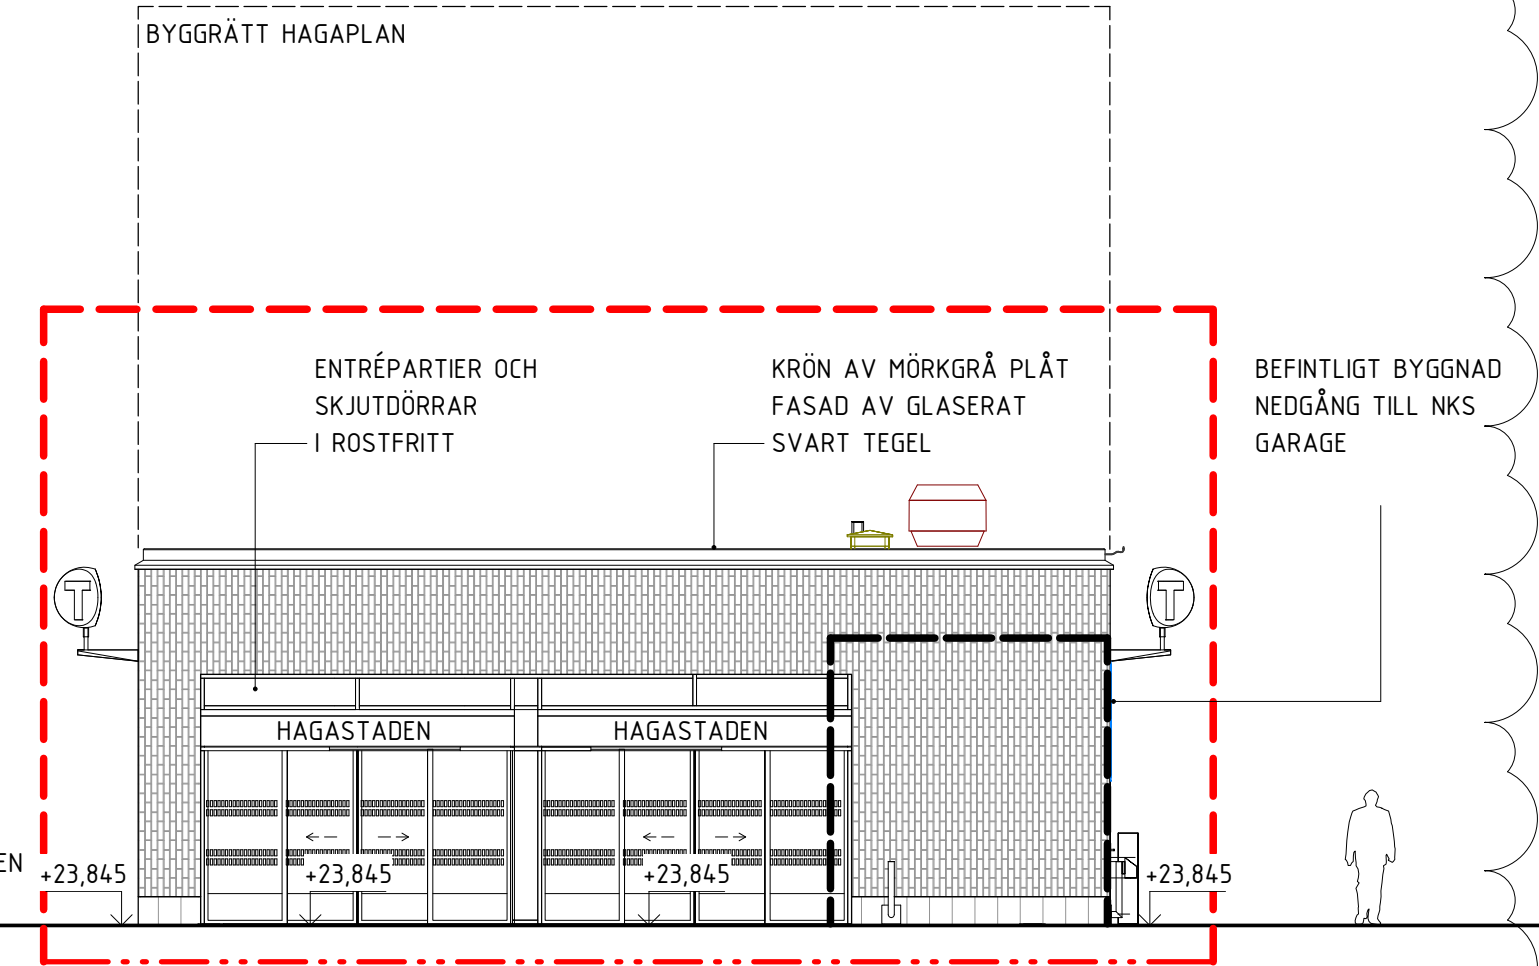 BYGGRÄTT HAGAPLAN
ENTRÉPARTIER OCH
SKJUTDÖRRAR
I ROSTFRITT
KRÖN AV MÖRKGRÅ PLÅT
FASAD AV GLASERAT
SVART TEGEL
BEFINTLIGT BYGGNAD
NEDGÅNG TILL NKS
GARAGE
T
T
HAGASTADEN
HAGASTADEN
EN
+23,845
+23,845
+23,845
+23,845